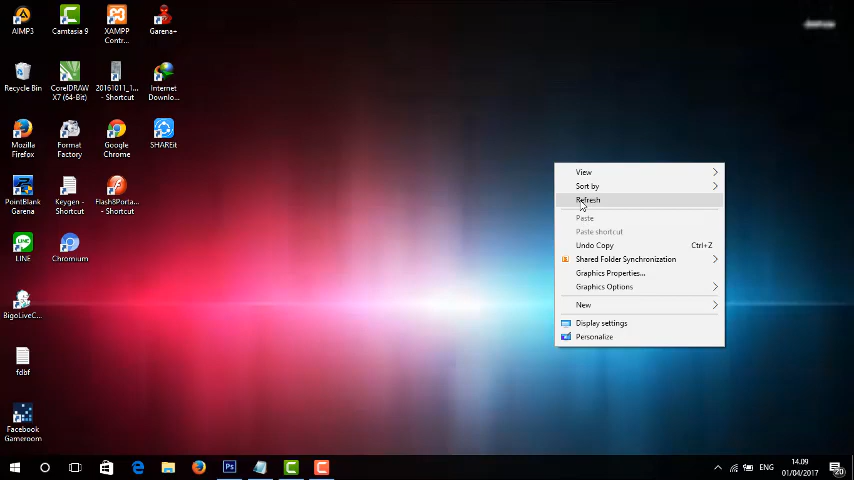 AIMP3
Camtasia 9
XAMPP
Contr...
Garena+
Recycle Bin
CorelDRAW
X7 (64-Bit)
20161011_1...
- Shortcut
Internet
Downlo...
Mozilla
Firefox
Format
Factory
Google
Chrome
SHAREit
PointBlank
Garena
Keygen -
Shortcut
Flash8Porta...
- Shortcut
LINE
Chromium
BigoLiveC...
fdbf
Facebook
Gameroom
View
Sort by
Refresh
Paste
Paste shortcut
Undo Copy Ctrl+Z
Shared Folder Synchronization
Graphics Properties...
Graphics Options
New
Display settings
Personalize
Ps
ENG
14.09
01/04/2017
20